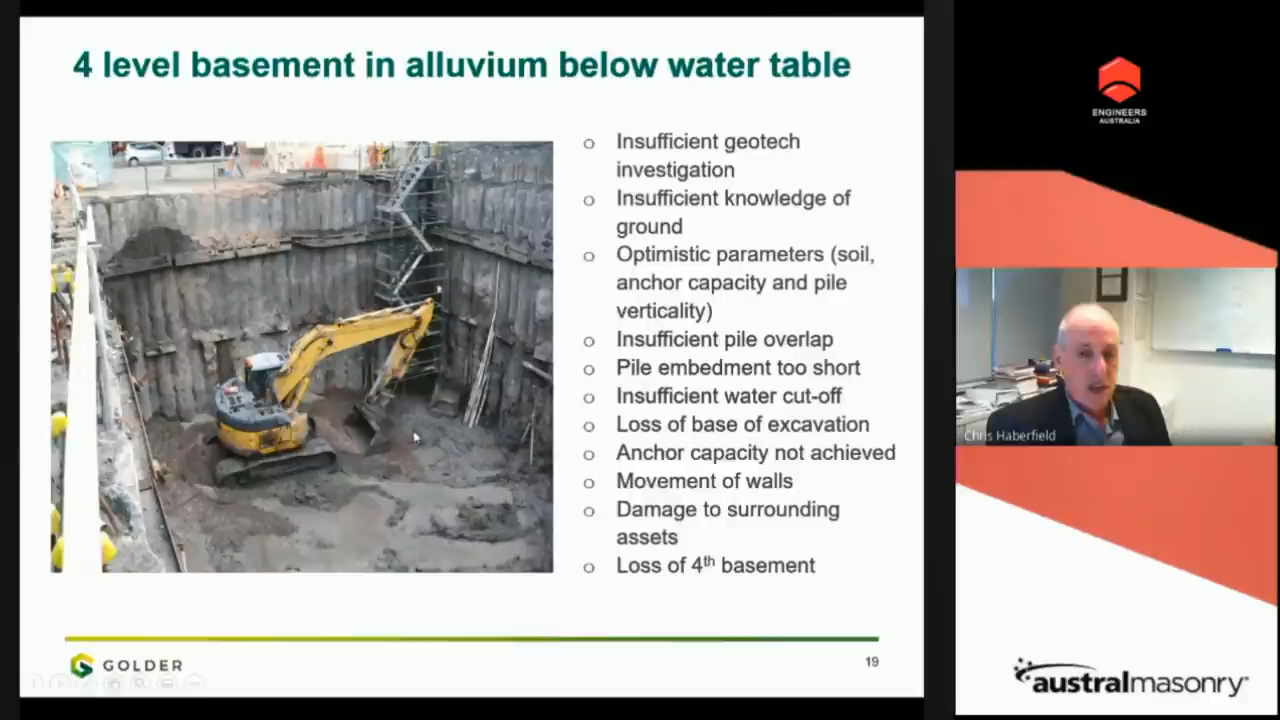 4 level basement in alluvium below water table
o Insufficient geotech
investigation
o Insufficient knowledge of
ground
o Optimistic parameters (soil,
anchor capacity and pile
verticality)
o Insufficient pile overlap
o Pile embedment too short
o Insufficient water cut-off
o Loss of base of excavation
o Anchor capacity not achieved
o Movement of walls
o Damage to surrounding
assets
o Loss of 4th basement
GOLDER
19
ENGINEERS
AUSTRALIA
Chris Haberfield
australmasonry